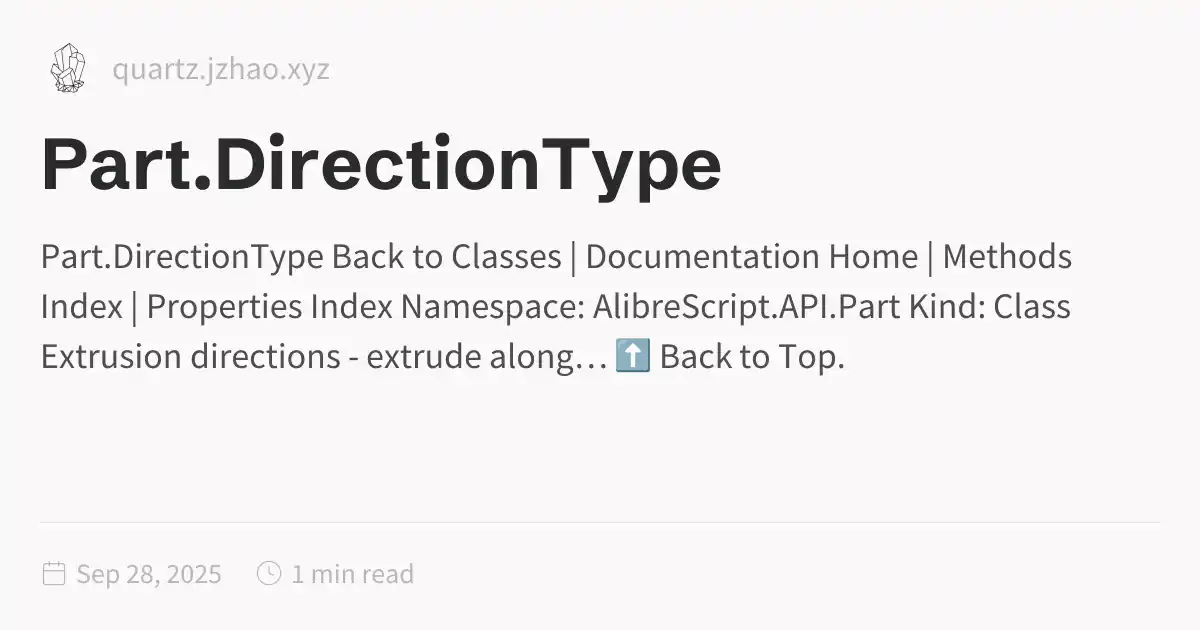 quartz.jzhao.xyz
Part.DirectionType
Part.DirectionType Back to Classes | Documentation Home | Methods
Index | Properties Index Namespace: AlibreScript.API.Part Kind: Class
Extrusion directions - extrude along… ⬆️ Back to Top.
Sep 28, 2025 1 min read